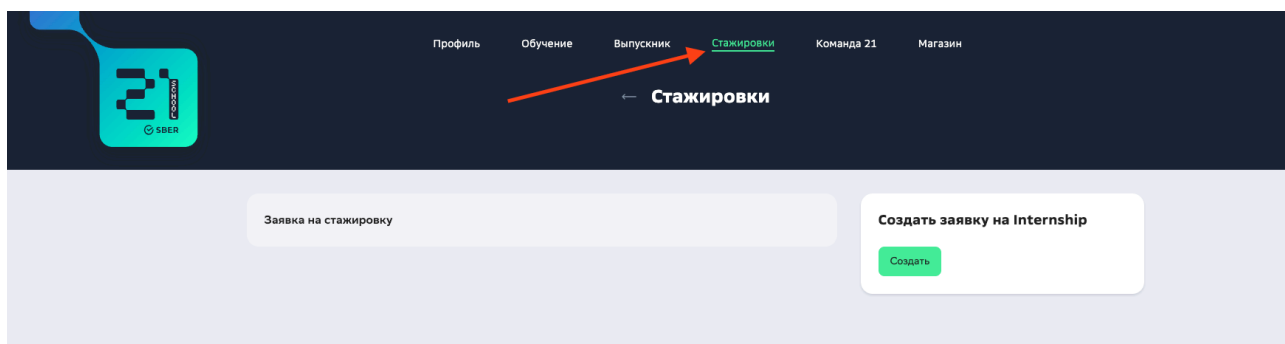 Профиль Обучение Выпускник Стажировки Команда 21 Магазин
← Стажировки
21 SCHOOL
SBER
Заявка на стажировку
Создать заявку на Internship
Создать